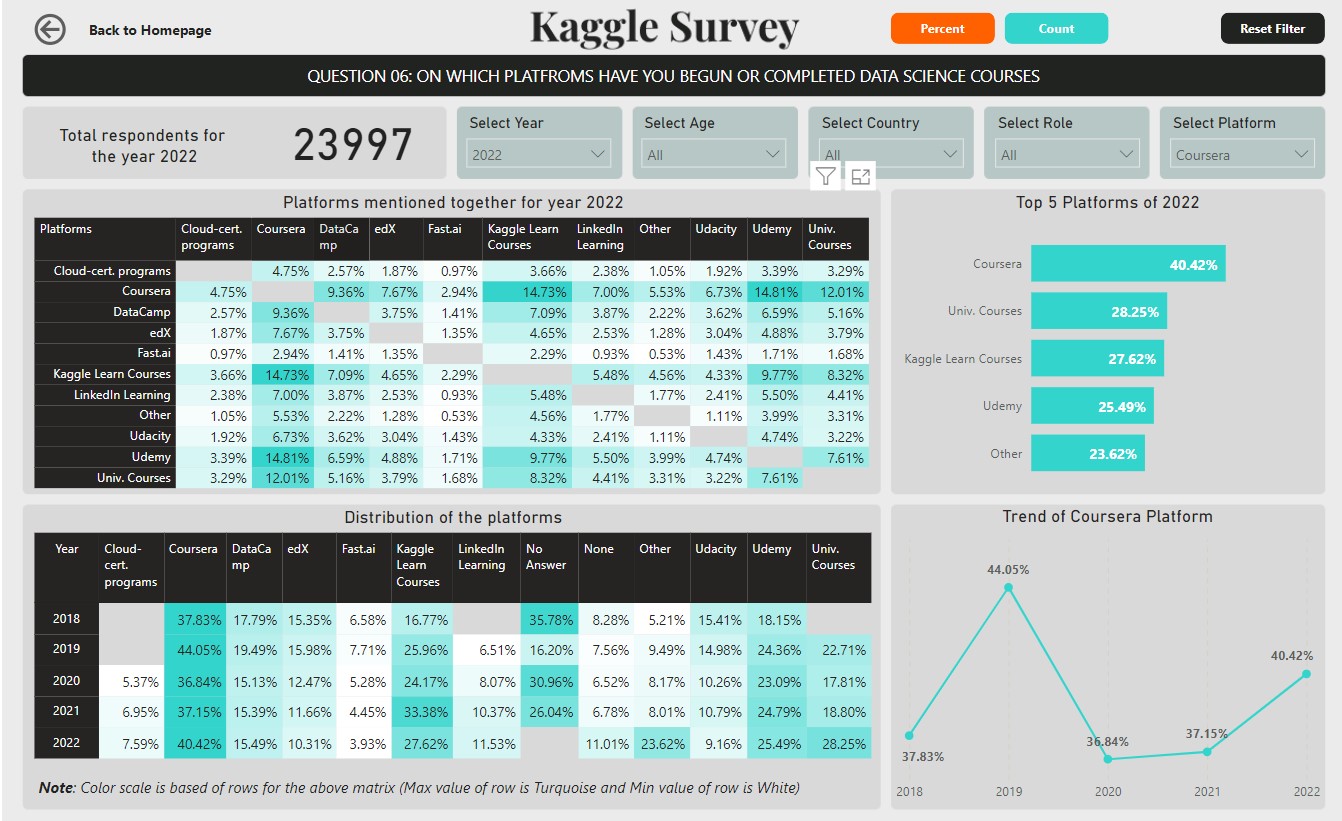 Back to Homepage
Kaggle Survey
Percent
Count
Reset Filter
QUESTION 06: ON WHICH PLATFROMS HAVE YOU BEGUN OR COMPLETED DATA SCIENCE COURSES
Total respondents for
the year 2022
23997
Select Year
2022
Select Age
All
Select Country
All
Select Role
All
Select Platform
Coursera
Platforms mentioned together for year 2022
Platforms Cloud-cert. programs Coursera DataCamp edX Fast.ai Kaggle Learn Courses LinkedIn Learning Other Udacity Udemy Univ. Courses
Cloud-cert. programs 4.75% 2.57% 1.87% 0.97% 3.66% 2.38% 1.05% 1.92% 3.39% 3.29%
Coursera 4.75% 9.36% 7.67% 2.94% 14.73% 7.00% 5.53% 6.73% 14.81% 12.01%
DataCamp 2.57% 9.36% 3.75% 1.41% 7.09% 3.87% 2.22% 3.62% 6.59% 5.16%
edX 1.87% 7.67% 3.75% 1.35% 4.65% 2.53% 1.28% 3.04% 4.88% 3.79%
Fast.ai 0.97% 2.94% 1.41% 1.35% 2.29% 0.93% 0.53% 1.43% 1.71% 1.68%
Kaggle Learn Courses 3.66% 14.73% 7.09% 4.65% 2.29% 5.48% 4.56% 4.33% 9.77% 8.32%
LinkedIn Learning 2.38% 7.00% 3.87% 2.53% 0.93% 5.48% 1.77% 2.41% 5.50% 4.41%
Other 1.05% 5.53% 2.22% 1.28% 0.53% 4.56% 1.77% 1.11% 3.99% 3.31%
Udacity 1.92% 6.73% 3.62% 3.04% 1.43% 4.33% 2.41% 1.11% 4.74% 3.22%
Udemy 3.39% 14.81% 6.59% 4.88% 1.71% 9.77% 5.50% 3.99% 4.74% 7.61%
Univ. Courses 3.29% 12.01% 5.16% 3.79% 1.68% 8.32% 4.41% 3.31% 3.22% 7.61%
Top 5 Platforms of 2022
Coursera 40.42%
Univ. Courses 28.25%
Kaggle Learn Courses 27.62%
Udemy 25.49%
Other 23.62%
Distribution of the platforms
Year Cloud-cert. programs Coursera DataCamp edX Fast.ai Kaggle Learn Courses LinkedIn Learning No Answer None Other Udacity Udemy Univ. Courses
2018 37.83% 17.79% 15.35% 6.58% 16.77% 35.78% 8.28% 5.21% 15.41% 18.15%
2019 44.05% 19.49% 15.98% 7.71% 25.96% 6.51% 16.20% 7.56% 9.49% 14.98% 24.36% 22.71%
2020 5.37% 36.84% 15.13% 12.47% 5.28% 24.17% 8.07% 30.96% 6.52% 8.17% 10.26% 23.09% 17.81%
2021 6.95% 37.15% 15.39% 11.66% 4.45% 33.38% 10.37% 26.04% 6.78% 8.01% 10.79% 24.79% 18.80%
2022 7.59% 40.42% 15.49% 10.31% 3.93% 27.62% 11.53% 11.01% 23.62% 9.16% 25.49% 28.25%
Note: Color scale is based of rows for the above matrix (Max value of row is Turquoise and Min value of row is White)
Trend of Coursera Platform
44.05%
40.42%
37.15%
36.84%
37.83%
2018 2019 2020 2021 2022